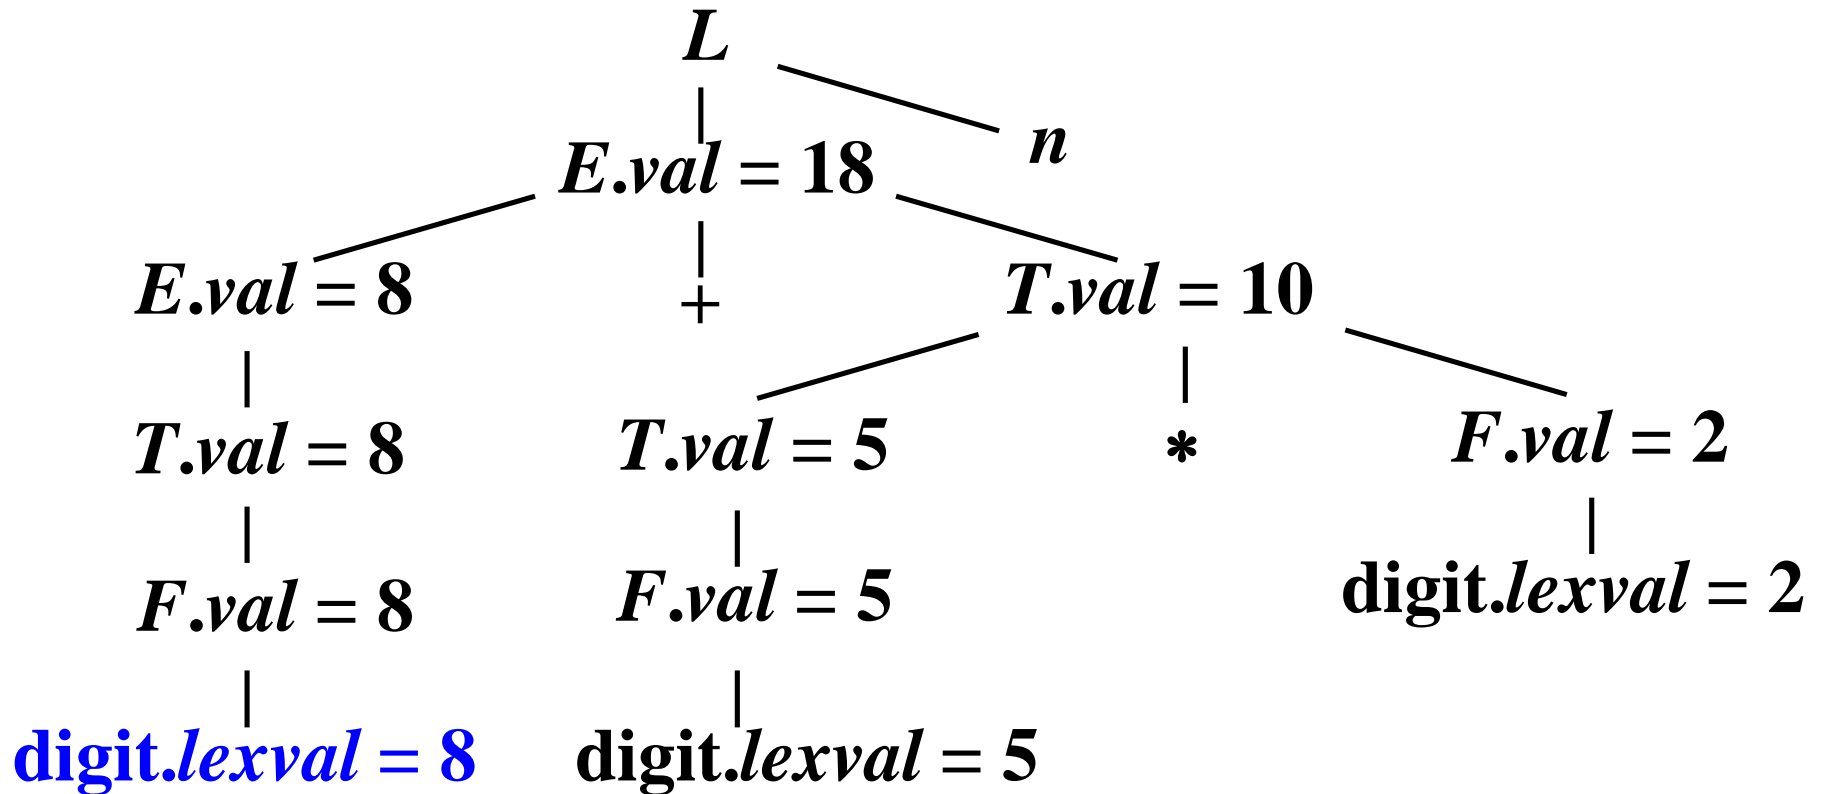 L
n
E.val = 18
E.val = 8 + T.val = 10
T.val = 8 T.val = 5 * F.val = 2
F.val = 8 F.val = 5 digit.lexval = 2
digit.lexval = 8 digit.lexval = 5